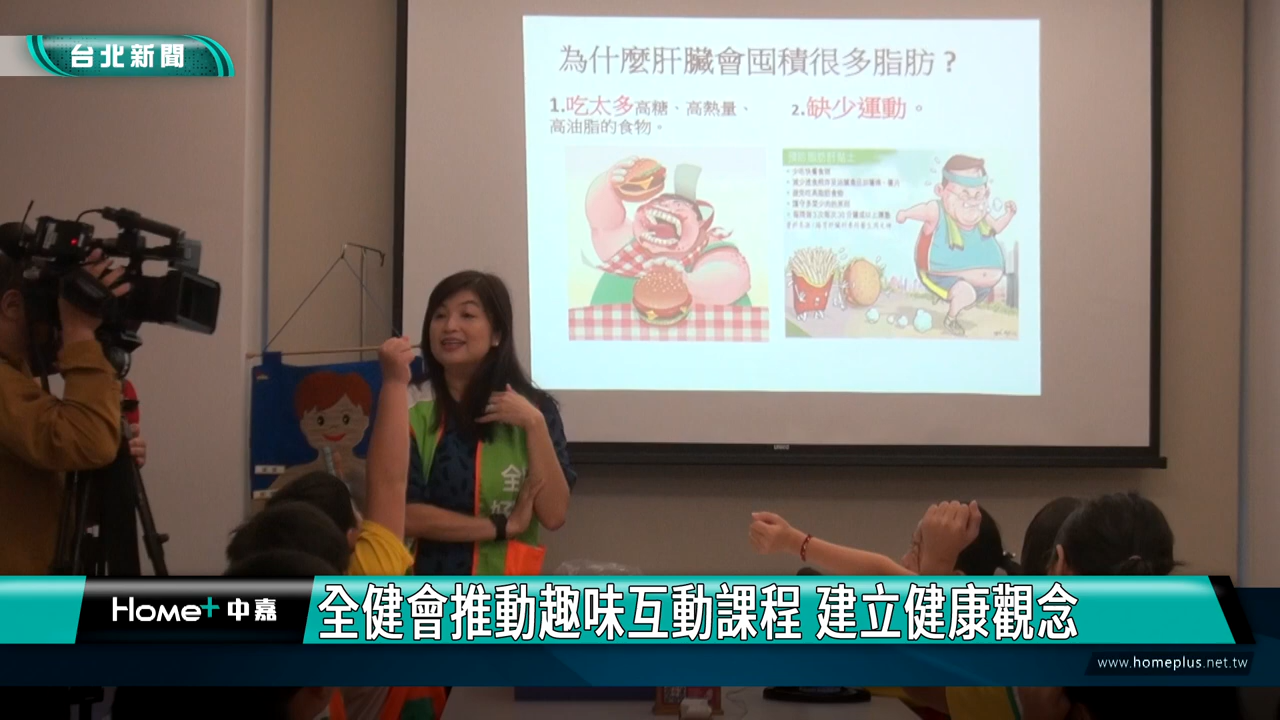 台北新聞
為什麼肝臟會囤積很多脂肪？
1.吃太多高糖、高熱量、
高油脂的食物。
2.缺少運動。
全
好
Home+中嘉
全健會推動趣味互動課程 建立健康觀念
www.homeplus.net.tw